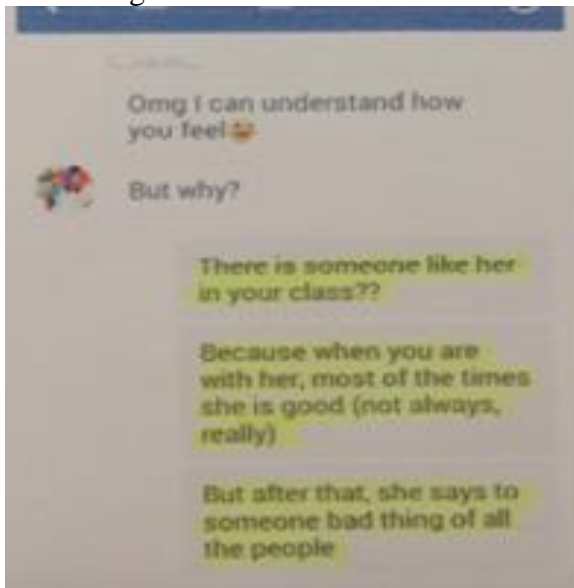 Omg I can understand how
you feel😅
But why?
There is someone like her
in your class??
Because when you are
with her, most of the times
she is good (not always,
really)
But after that, she says to
someone bad thing of all
the people